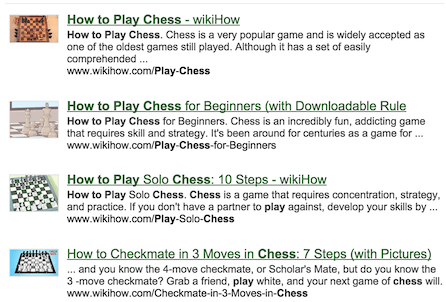 How to Play Chess - wikiHow
How to Play Chess. Chess is a very popular game and is widely accepted as
one of the oldest games still played. Although it has a set of easily
comprehended ...
www.wikihow.com/Play-Chess
How to Play Chess for Beginners (with Downloadable Rule
How to Play Chess for Beginners. Chess is an incredibly fun, addicting game
that requires skill and strategy. It's been around for centuries as a game for ...
www.wikihow.com/Play-Chess-for-Beginners
How to Play Solo Chess: 10 Steps - wikiHow
How to Play Solo Chess. Chess is a game that requires concentration, strategy,
and practice. If you don't have a partner to play against, develop your skills by ...
www.wikihow.com/Play-Solo-Chess
How to Checkmate in 3 Moves in Chess: 7 Steps (with Pictures)
... and you know the 4-move checkmate, or Scholar's Mate, but do you know the
3 -move checkmate? Grab a friend, play white, and your next game of chess will.
www.wikihow.com/Checkmate-in-3-Moves-in-Chess